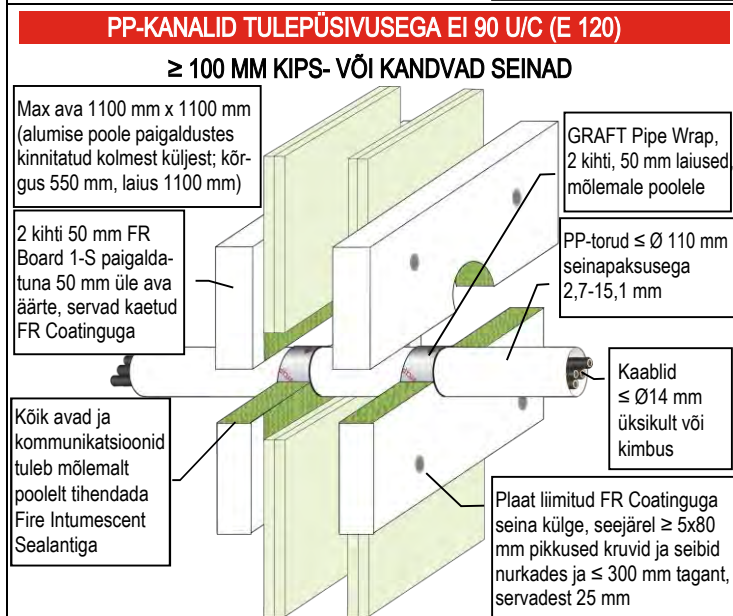 PP-KANALID TULEPÜSIVUSEGA EI 90 U/C (E 120)
≥ 100 MM KIPS- VÕI KANDVAD SEINAD
Max ava 1100 mm x 1100 mm
(alumise poole paigaldustes
kinnitatud kolmest küljest; kõr-
gus 550 mm, laius 1100 mm)
2 kihti 50 mm FR
Board 1-S paigalda-
tuna 50 mm üle ava
äärte, servad kaetud
FR Coatinguga
Kõik avad ja
kommunikatsioonid
tuleb mõlemalt
poolelt tihendada
Fire Intumescent
Sealantiga
GRAFT Pipe Wrap,
2 kihti, 50 mm laiused,
mõlemale poolele
PP-torud ≤ Ø 110 mm
seinapaksusega
2,7-15,1 mm
Kaablid
≤ Ø14 mm
üksikult või
kimbus
Plaat liimitud FR Coatinguga
seina külge, seejärel ≥ 5x80
mm pikkused kruvid ja seibid
nurkades ja ≤ 300 mm tagant,
servadest 25 mm